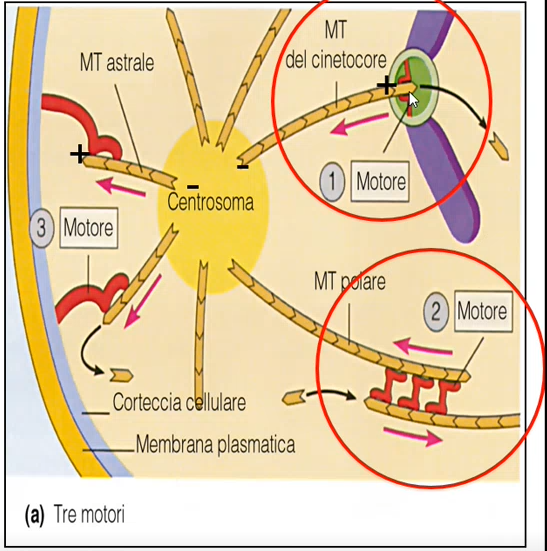 MT
del cinetocore
MT astrale
+
+
-
1 Motore
-
Centrosoma
3 Motore
MT polare
2 Motore
Corteccia cellulare
Membrana plasmatica
(a) Tre motori